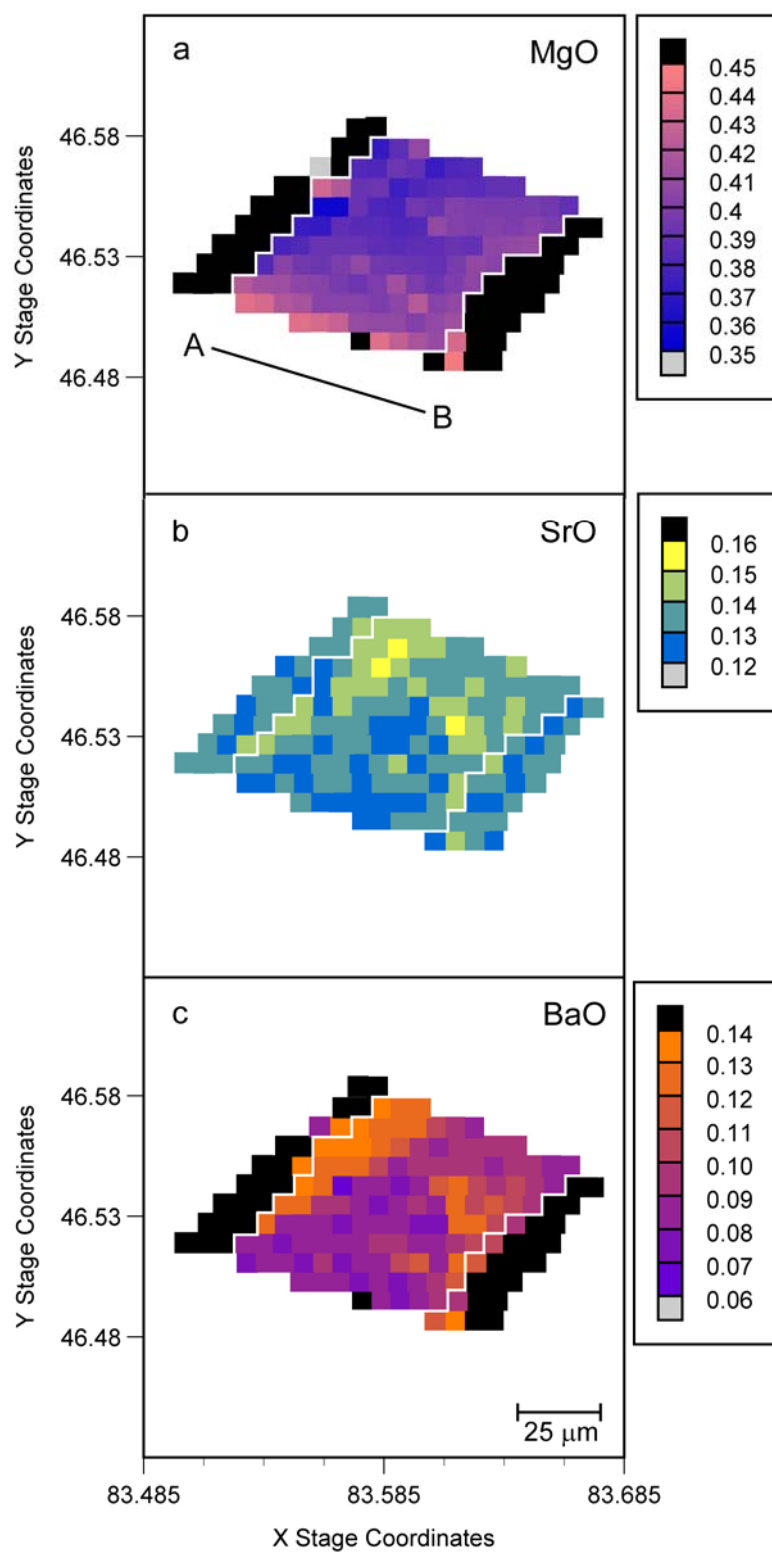 a
MgO
0.45
0.44
0.43
0.42
0.41
0.4
0.39
0.38
0.37
0.36
0.35
46.58
46.53
46.48
Y Stage Coordinates
A
B
b
SrO
0.16
0.15
0.14
0.13
0.12
46.58
46.53
46.48
Y Stage Coordinates
c
BaO
0.14
0.13
0.12
0.11
0.10
0.09
0.08
0.07
0.06
46.58
46.53
46.48
Y Stage Coordinates
25 μm
83.485
83.585
83.685
X Stage Coordinates